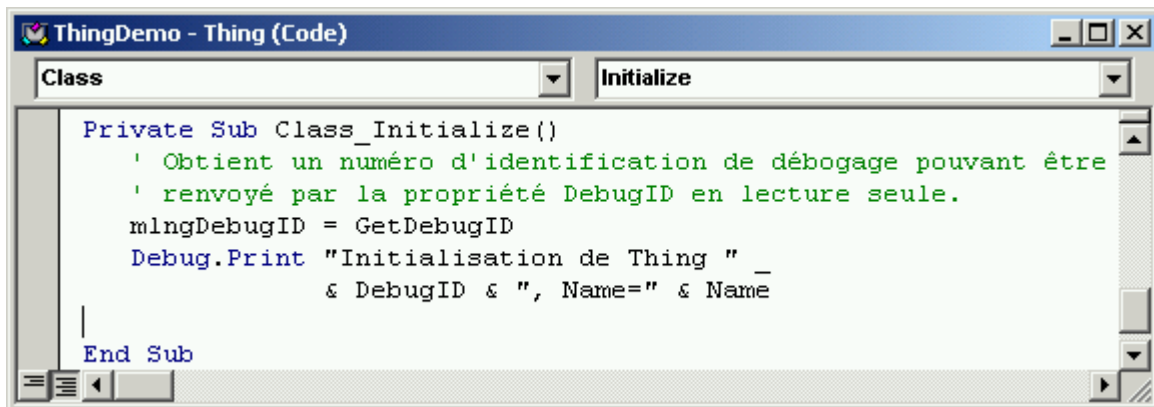 ThingDemo - Thing (Code)
Class
Initialize
Private Sub Class_Initialize()
' Obtient un numéro d'identification de débogage pouvant être
' renvoyé par la propriété DebugID en lecture seule.
mlngDebugID = GetDebugID
Debug.Print "Initialisation de Thing " _
& DebugID & ", Name=" & Name
End Sub